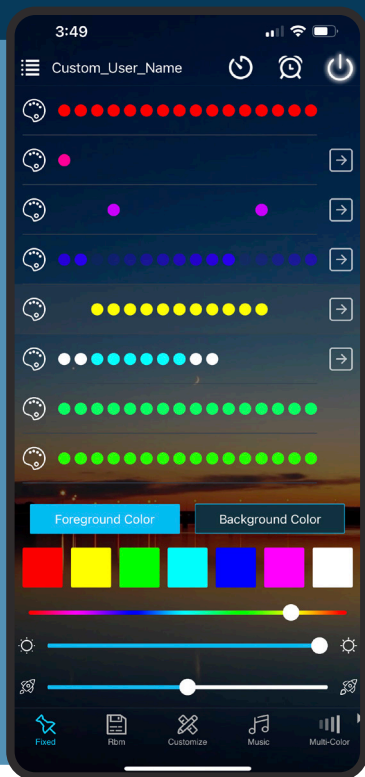 3:49
Custom_User_Name
Foreground Color
Background Color
Fixed
Rbm
Customize
Music
Multi-Color